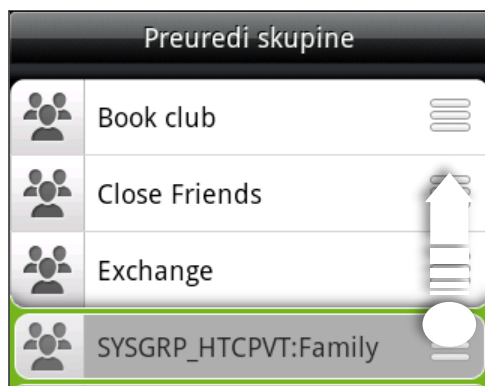 Preuredi skupine
Book club
Close Friends
Exchange
SYSGRP_HTCPVT:Family